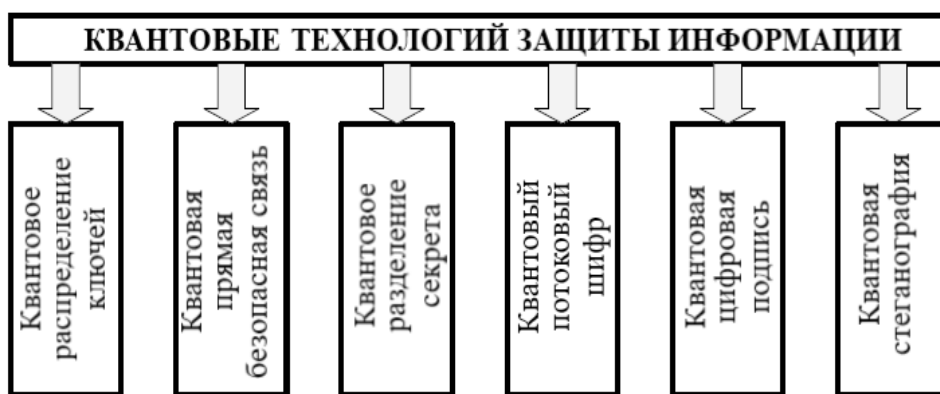 КВАНТОВЫЕ ТЕХНОЛОГИЙ ЗАЩИТЫ ИНФОРМАЦИИ
Квантовое
распределение
ключей
Квантовая
прямая
безопасная связь
Квантовое
разделение
секрета
Квантовый
потоковый
шифр
Квантовая
цифровая
подпись
Квантовая
стеганография